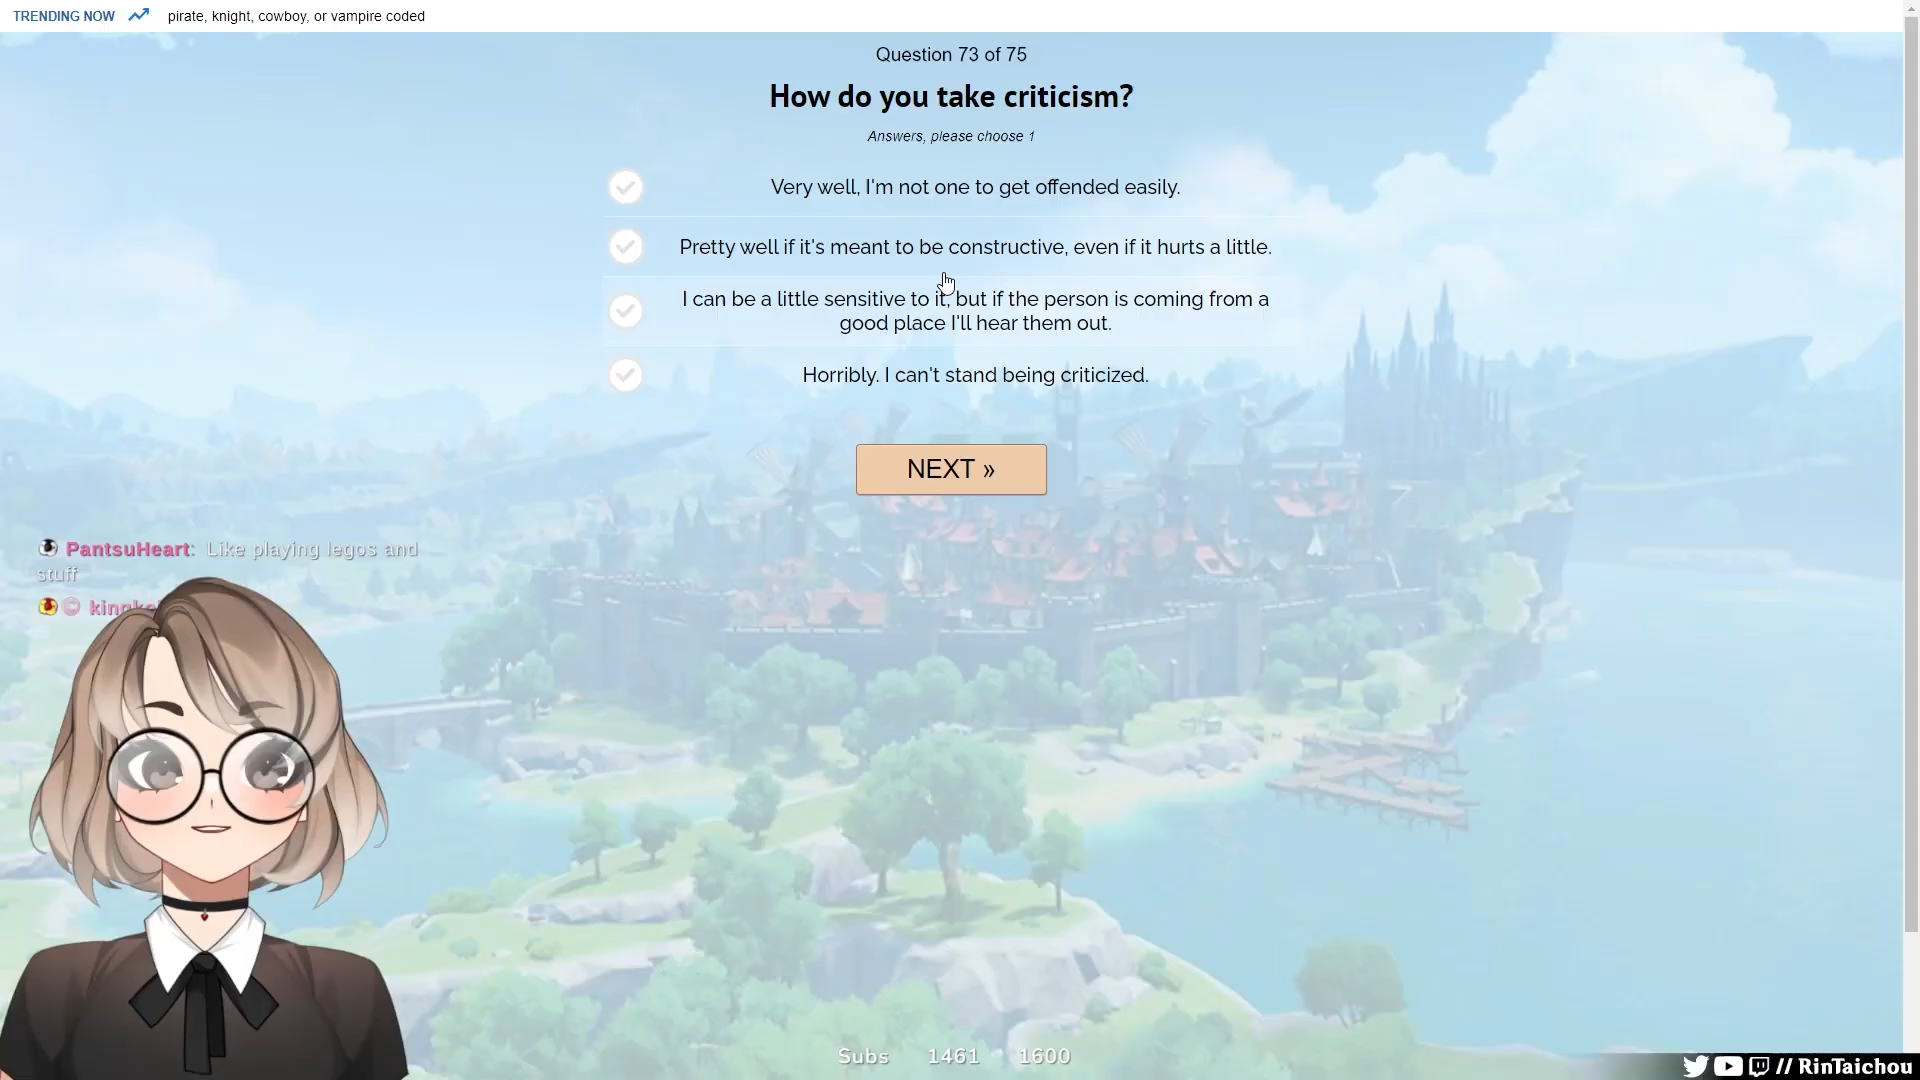 TRENDING NOW pirate, knight, cowboy, or vampire coded
Question 73 of 75
How do you take criticism?
Answers, please choose 1
Very well, I'm not one to get offended easily.
Pretty well if it's meant to be constructive, even if it hurts a little.
I can be a little sensitive to it, but if the person is coming from a
good place I'll hear them out.
Horribly. I can't stand being criticized.
NEXT »
PantsuHeart: Like playing legos and
stuff
Subs 1461 1600
// RinTaichou